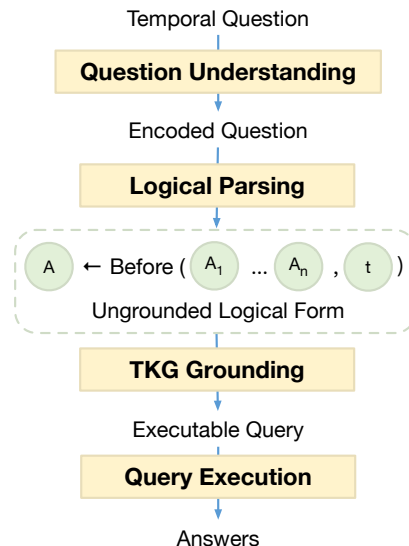 Temporal Question
Question Understanding
Encoded Question
Logical Parsing
A ← Before ( A₁ ... Aₙ , t )
Ungrounded Logical Form
TKG Grounding
Executable Query
Query Execution
Answers